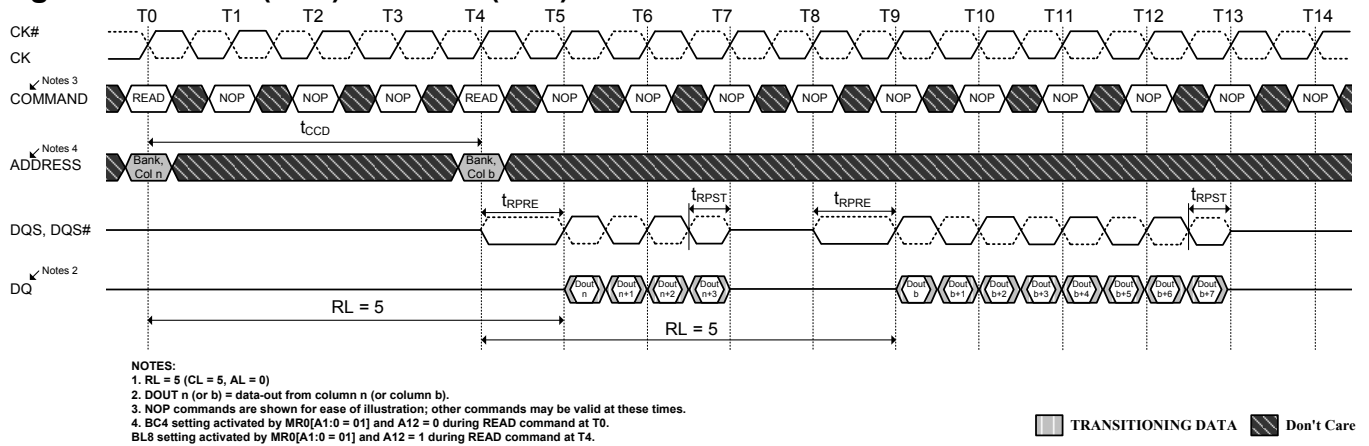 T0 T1 T2 T3 T4 T5 T6 T7 T8 T9 T10 T11 T12 T13 T14
CK#
CK
Notes 3
COMMAND READ NOP NOP NOP READ NOP NOP NOP NOP NOP NOP NOP NOP NOP NOP
tCCD
Notes 4
ADDRESS
Bank, Col n
Bank, Col b
tRPRE tRPST tRPRE tRPST
DQS, DQS#
Notes 2
DQ
Dout n
Dout n+1
Dout n+2
Dout n+3
Dout b
Dout b+1
Dout b+2
Dout b+3
Dout b+4
Dout b+5
Dout b+6
Dout b+7
RL = 5
RL = 5
NOTES:
1. RL = 5 (CL = 5, AL = 0)
2. DOUT n (or b) = data-out from column n (or column b).
3. NOP commands are shown for ease of illustration; other commands may be valid at these times.
4. BC4 setting activated by MR0[A1:0 = 01] and A12 = 0 during READ command at T0.
BL8 setting activated by MR0[A1:0 = 01] and A12 = 1 during READ command at T4.
TRANSITIONING DATA Don't Care